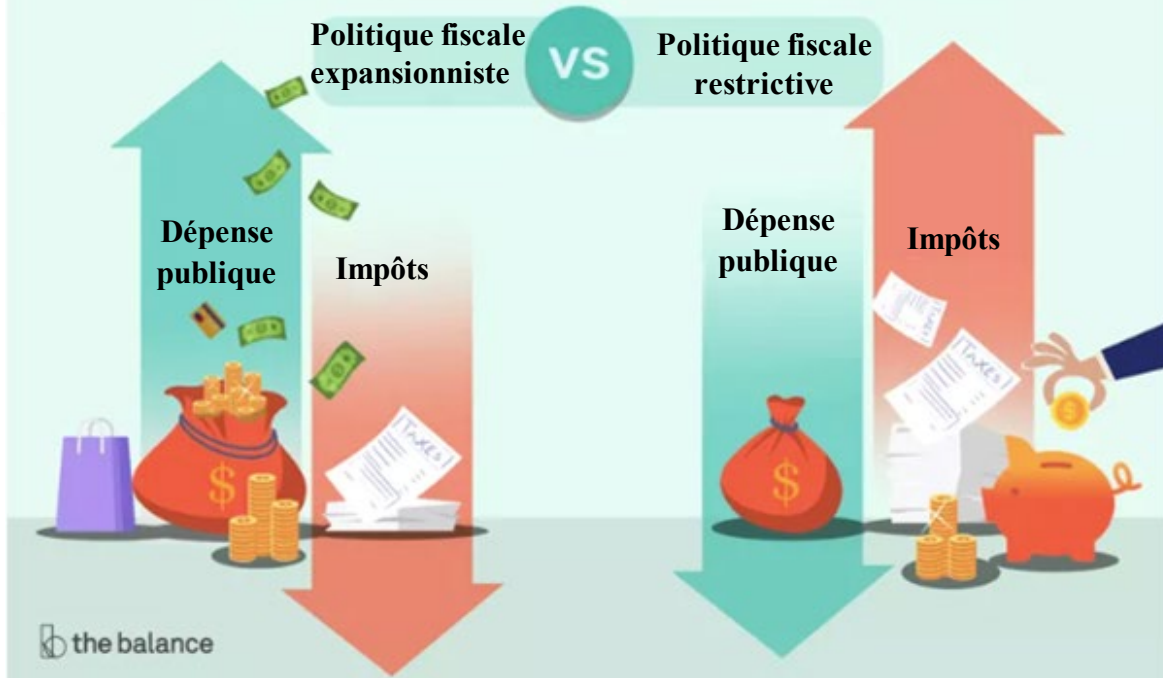 Politique fiscale
expansionniste
VS
Politique fiscale
restrictive
Dépense
publique
Impôts
Dépense
publique
Impôts
TAXES
$
TAXES
TAXES
$
$
the balance